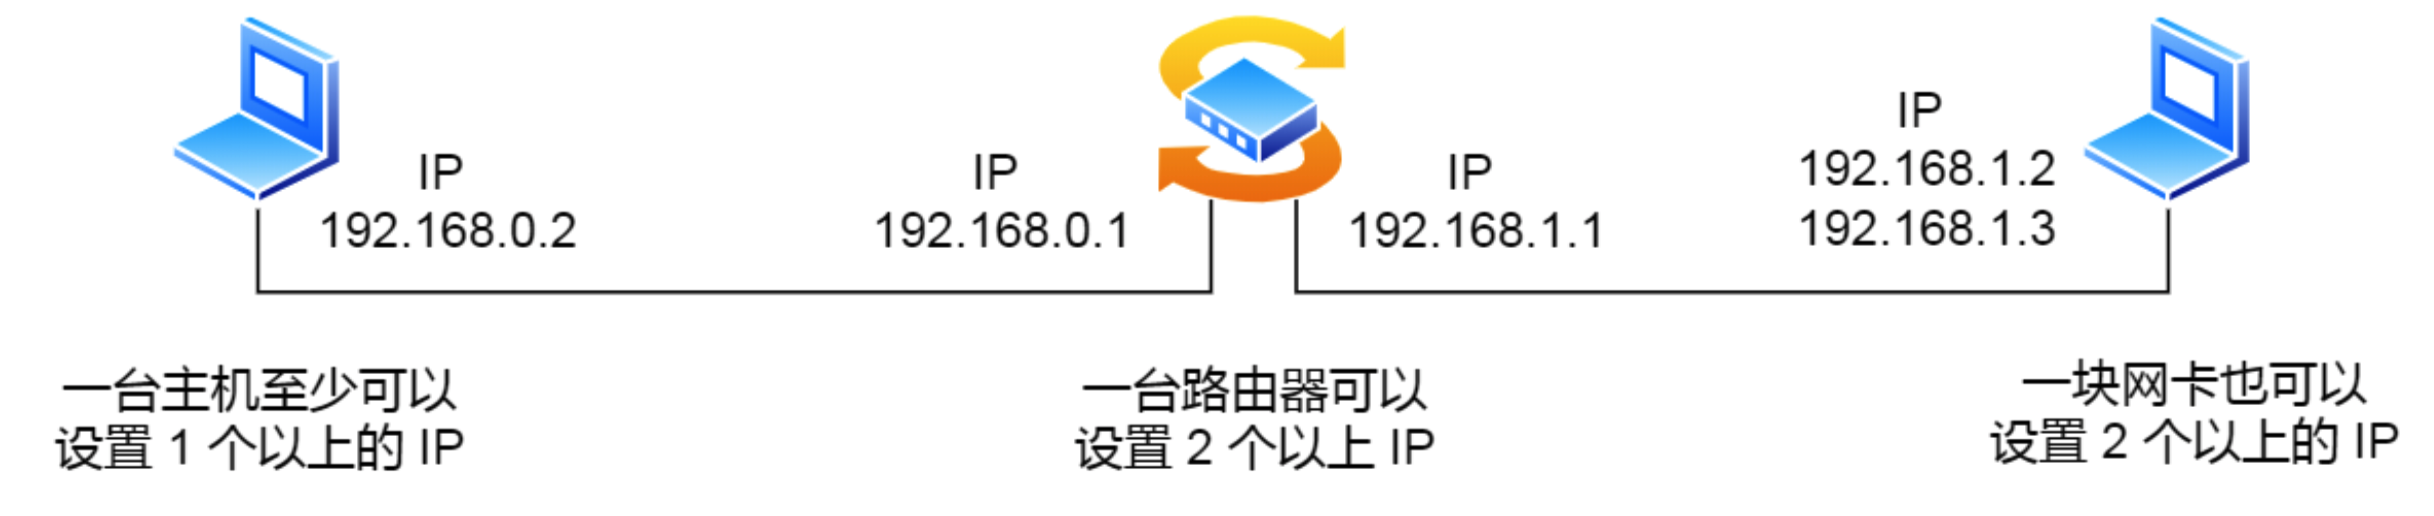 IP
192.168.0.2
IP
192.168.0.1
IP
192.168.1.1
IP
192.168.1.2
192.168.1.3
一台主机至少可以
设置 1 个以上的 IP
一台路由器可以
设置 2 个以上 IP
一块网卡也可以
设置 2 个以上的 IP